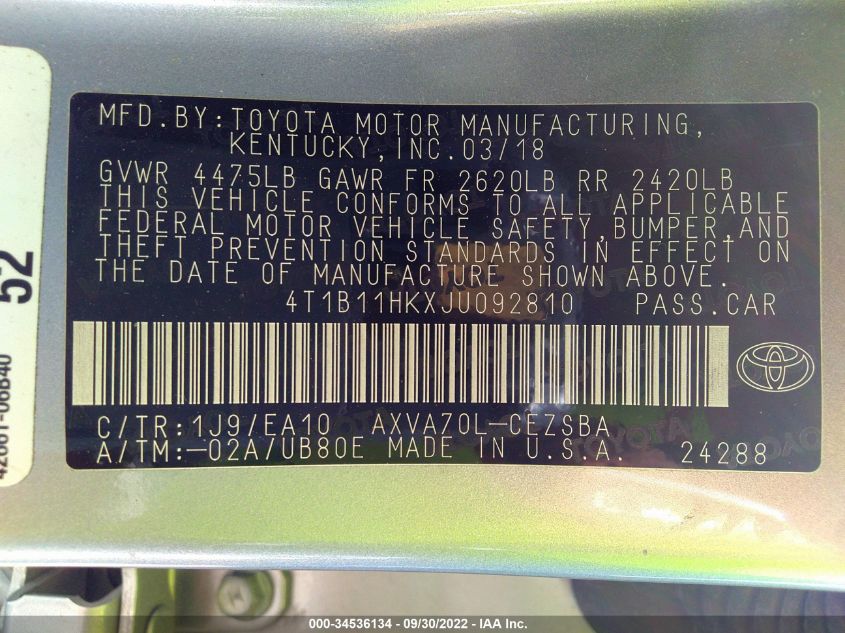 MFD.BY:TOYOTA MOTOR MANUFACTURING,
KENTUCKY,INC.03/18
GVWR 4475LB GAWR FR 2620LB RR 2420LB
THIS VEHICLE CONFORMS TO ALL APPLICABLE
FEDERAL MOTOR VEHICLE SAFETY,BUMPER,AND
THEFT PREVENTION STANDARDS IN EFFECT ON
THE DATE OF MANUFACTURE SHOWN ABOVE.
4T1B11HKXJU092810 PASS.CAR
C/TR:1J9/EA10 AXVA70L-CEZSBA
A/TM:-02A/UB80E MADE IN U.S.A. 24288
52
42661-06B40
000-34536134 - 09/30/2022 - IAA Inc.